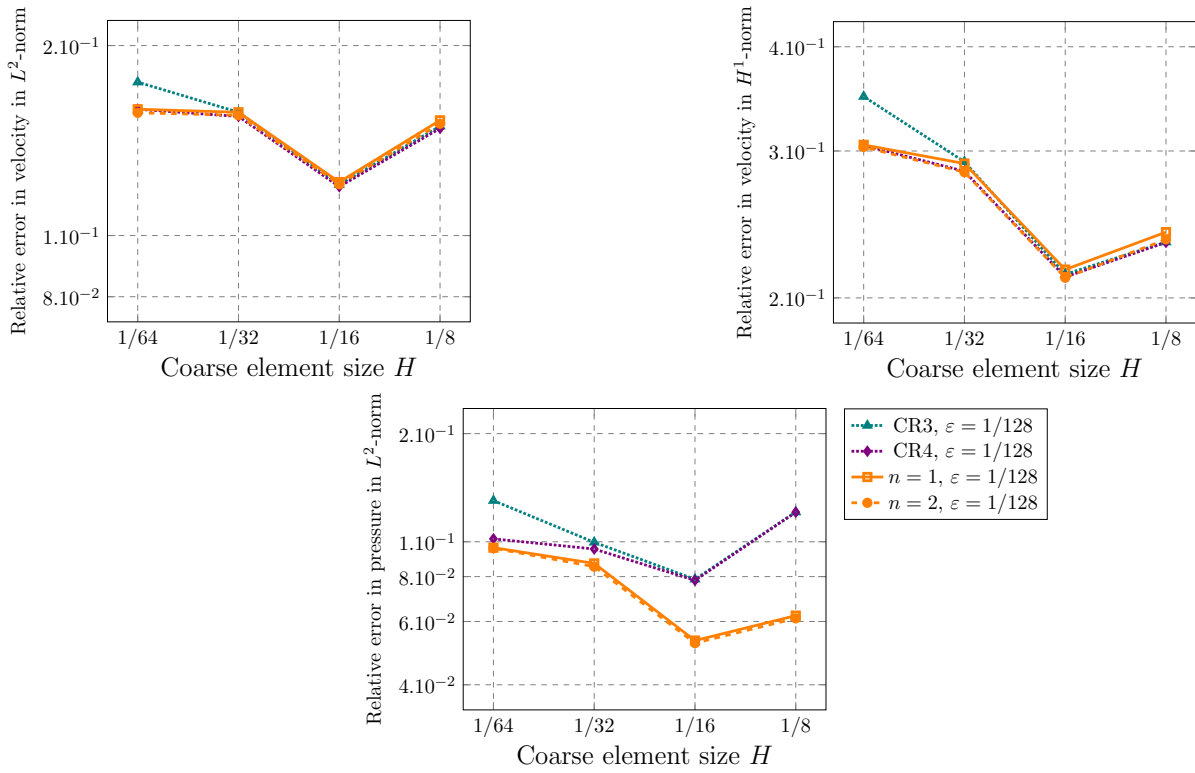 Relative error in velocity in L²-norm
2.10⁻¹
1.10⁻¹
8.10⁻²
1/64 1/32 1/16 1/8
Coarse element size H
Relative error in velocity in H¹-norm
4.10⁻¹
3.10⁻¹
2.10⁻¹
1/64 1/32 1/16 1/8
Coarse element size H
Relative error in pressure in L²-norm
2.10⁻¹
1.10⁻¹
8.10⁻²
6.10⁻²
4.10⁻²
1/64 1/32 1/16 1/8
Coarse element size H
CR3, ε = 1/128
CR4, ε = 1/128
n = 1, ε = 1/128
n = 2, ε = 1/128